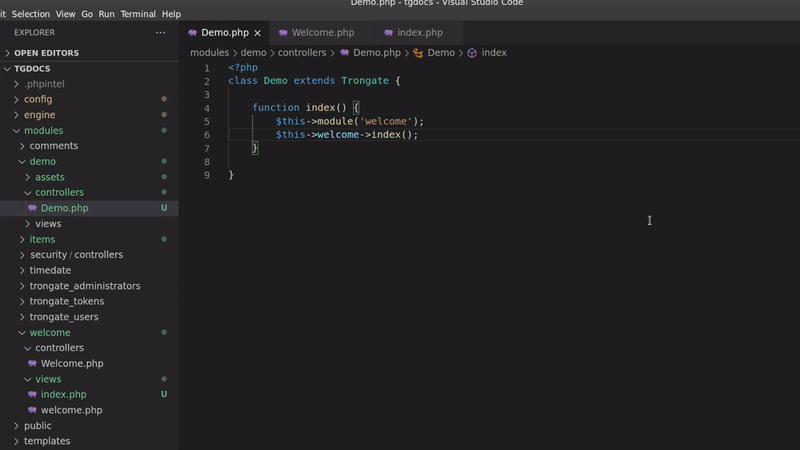 Demo.php - tgdocs - Visual Studio Code
it Selection View Go Run Terminal Help
EXPLORER ···
Demo.php Welcome.php index.php
OPEN EDITORS
modules > demo > controllers > Demo.php > Demo > index
TGDOCS
.phpintel
config
engine
modules
comments
demo
assets
controllers
Demo.php U
views
items
security / controllers
timedate
trongate_administrators
trongate_tokens
trongate_users
welcome
controllers
Welcome.php
views
index.php U
welcome.php
public
templates
1 <?php
2 class Demo extends Trongate {
3
4 function index() {
5 $this->module('welcome');
6 $this->welcome->index();
7 }
8
9 }